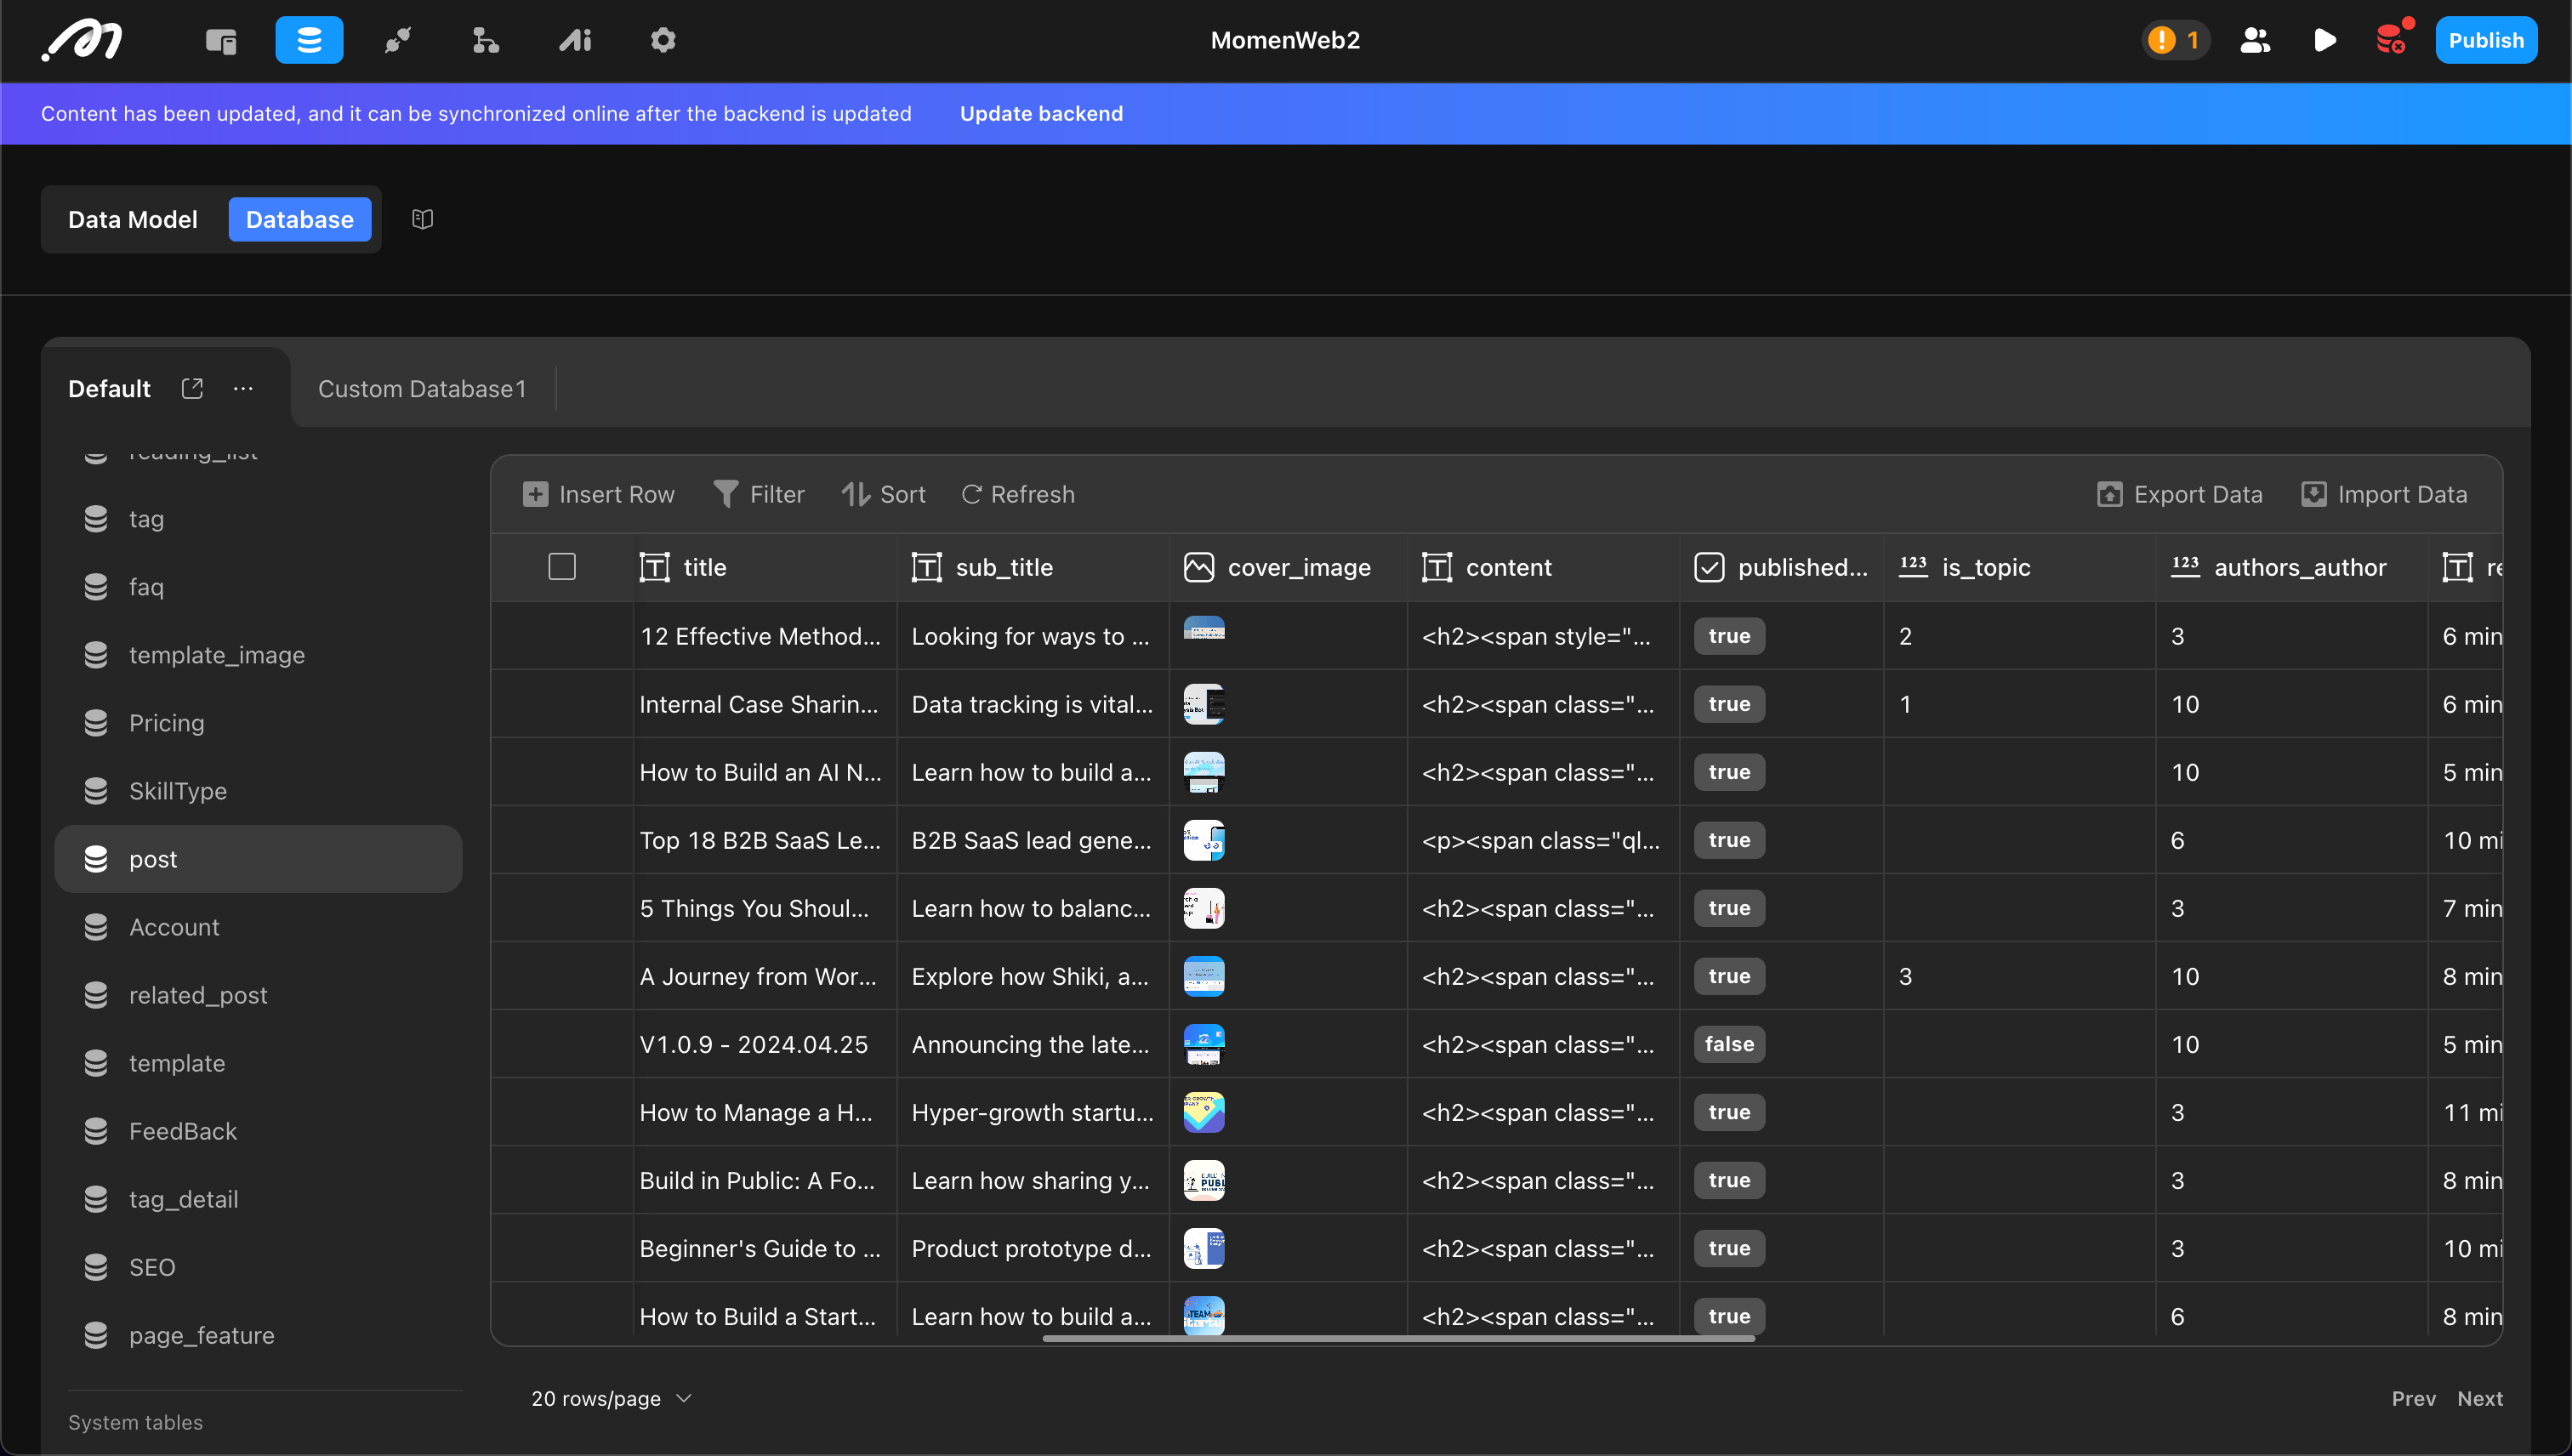 MomenWeb2
1
Publish
Content has been updated, and it can be synchronized online after the backend is updated
Update backend
Data Model
Database
Default
Custom Database1
reading_list
tag
faq
template_image
Pricing
SkillType
post
Account
related_post
template
FeedBack
tag_detail
SEO
page_feature
System tables
Insert Row
Filter
Sort
Refresh
Export Data
Import Data
title sub_title cover_image content published... 123 is_topic 123 authors_author
12 Effective Method... Looking for ways to ... <h2><span style="... true 2 3 6 min
Internal Case Sharin... Data tracking is vital... <h2><span class="... true 1 10 6 min
How to Build an AI N... Learn how to build a... <h2><span class="... true 10 5 min
Top 18 B2B SaaS Le... B2B SaaS lead gene... <p><span class="ql... true 6 10 mi
5 Things You Shoul... Learn how to balanc... <h2><span class="... true 3 7 min
A Journey from Wor... Explore how Shiki, a... <h2><span class="... true 3 10 8 min
V1.0.9 - 2024.04.25 Announcing the late... <h2><span class="... false 10 5 min
How to Manage a H... Hyper-growth startu... <h2><span class="... true 3 11 mi
Build in Public: A Fo... Learn how sharing y... <h2><span class="... true 3 8 min
Beginner's Guide to ... Product prototype d... <h2><span class="... true 3 10 mi
How to Build a Start... Learn how to build a... <h2><span class="... true 6 8 min
20 rows/page
Prev
Next